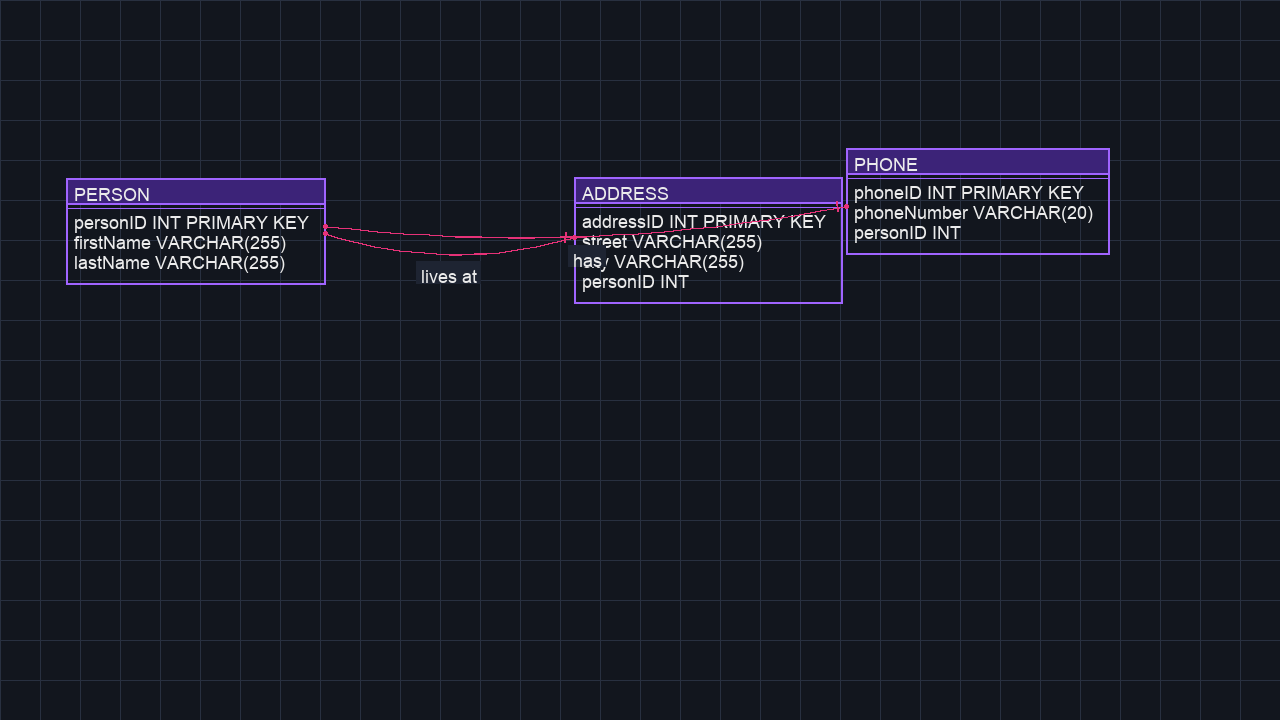 PERSON
personID INT PRIMARY KEY
firstName VARCHAR(255)
lastName VARCHAR(255)
lives at
ADDRESS
addressID INT PRIMARY KEY
street VARCHAR(255)
has
VARCHAR(255)
personID INT
PHONE
phoneID INT PRIMARY KEY
phoneNumber VARCHAR(20)
personID INT